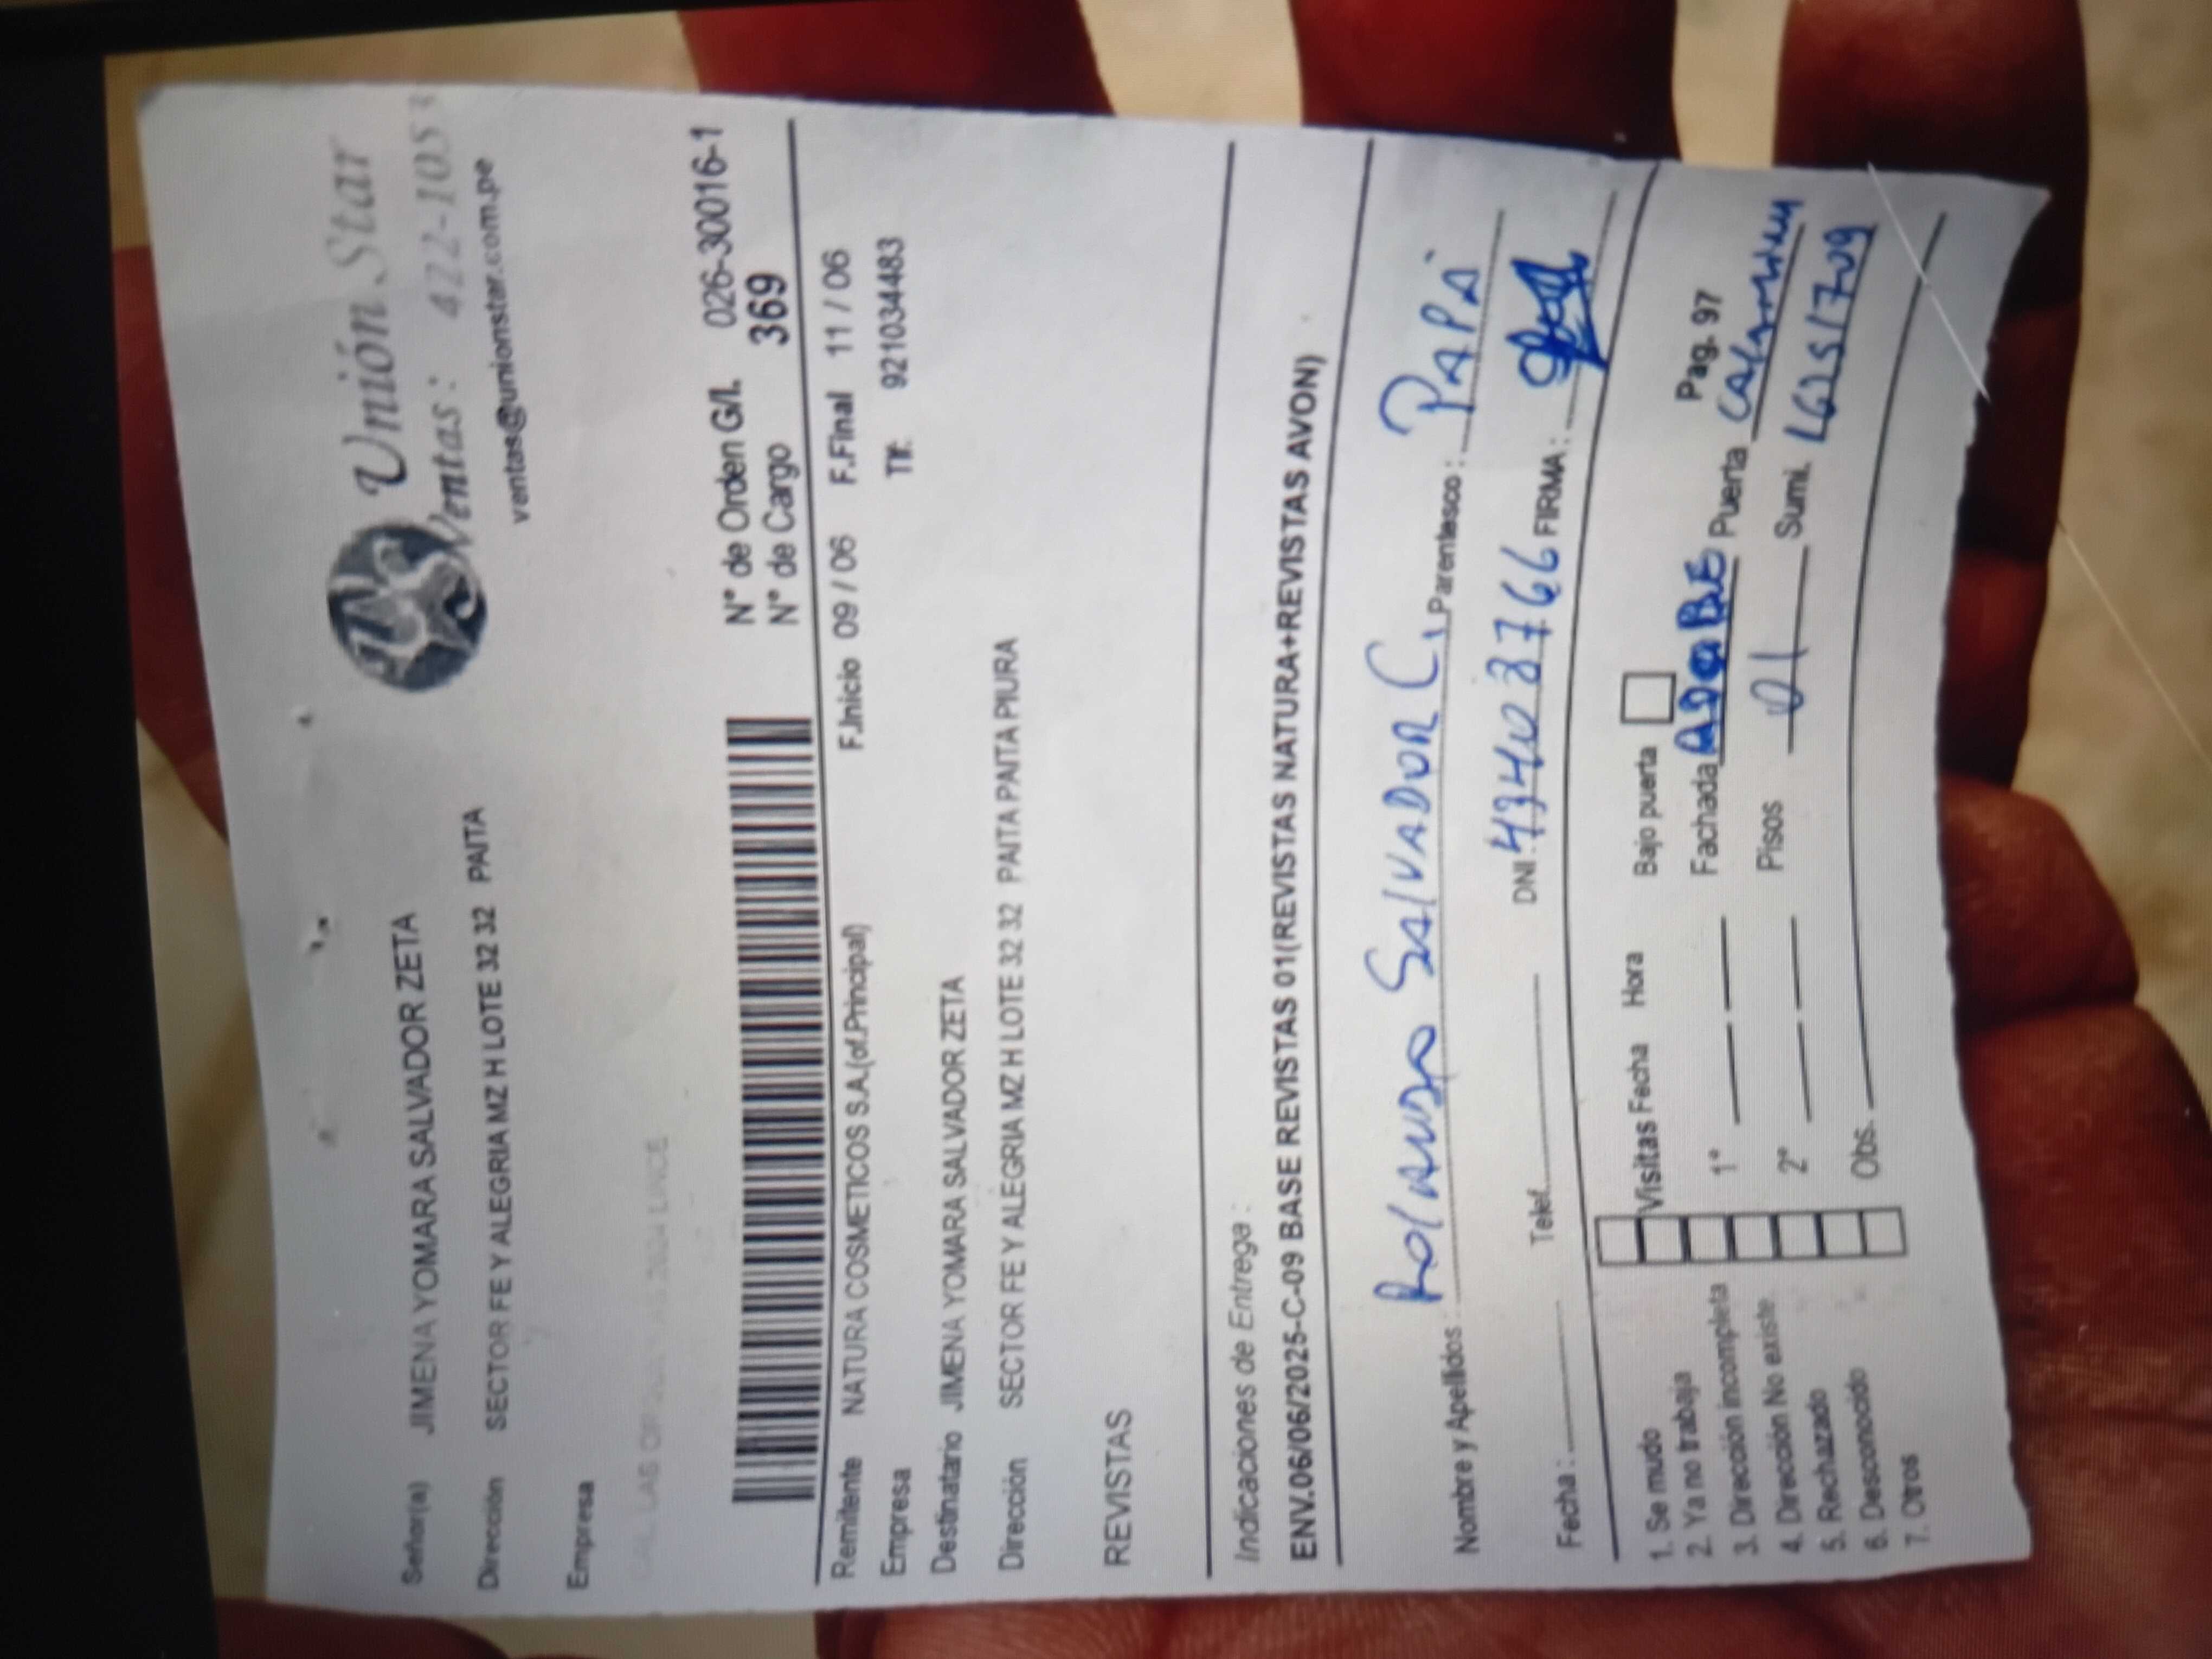 Unión Star
Ventas: 422-105
ventas@unionstar.com.pe
Señor(a) JIMENA YOMARA SALVADOR ZETA
Dirección SECTOR FE Y ALEGRIA MZ H LOTE 32 32 PAITA
Empresa
N° de Orden G/L 026-30016-1
N° de Cargo 369
Remitente NATURA COSMETICOS S.A.(of.Principal) F.Inicio 09 / 06 F.Final 11 / 06
Empresa Tlf. 921034483
Destinatario JIMENA YOMARA SALVADOR ZETA
Dirección SECTOR FE Y ALEGRIA MZ H LOTE 32 32 PAITA PAITA PIURA
REVISTAS
Indicaciones de Entrega :
ENV.06/06/2025-C-09 BASE REVISTAS 01(REVISTAS NATURA+REVISTAS AVON)
Nombre y Apellidos : Rolando SALVADOR C. Parentesco : PAPÁ
Fecha : Telef. DNI : 43408766 FIRMA :
1. Se mudo Visitas Fecha Hora Bajo puerta Pag. 97
2. Ya no trabaja 1° Fachada ADOBE Puerta
3. Dirección incompleta
4. Dirección No existe 2° Pisos 01 Sumi.
5. Rechazado
6. Desconocido Obs.
7. Otros